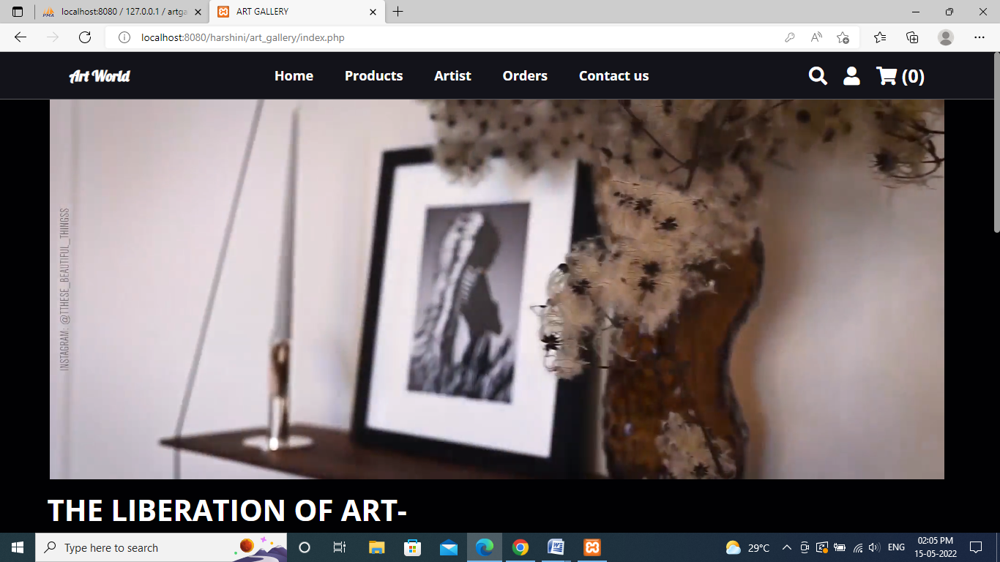 localhost:8080 / 127.0.0.1 / artga
ART GALLERY
localhost:8080/harshini/art_gallery/index.php
Art World
Home
Products
Artist
Orders
Contact us
(0)
INSTAGRAM: @TTHESE_BEAUTIFUL_THINGSS
THE LIBERATION OF ART-
Type here to search
29°C
ENG
02:05 PM
15-05-2022